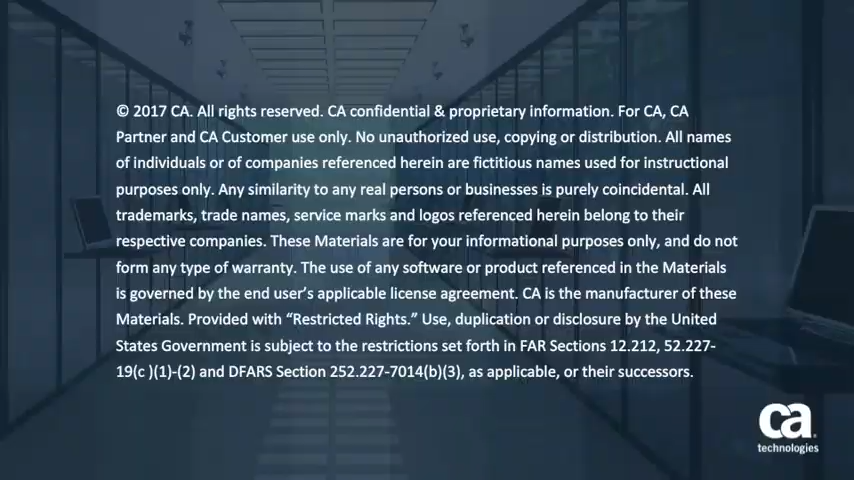 © 2017 CA. All rights reserved. CA confidential & proprietary information. For CA, CA
Partner and CA Customer use only. No unauthorized use, copying or distribution. All names
of individuals or of companies referenced herein are fictitious names used for instructional
purposes only. Any similarity to any real persons or businesses is purely coincidental. All
trademarks, trade names, service marks and logos referenced herein belong to their
respective companies. These Materials are for your informational purposes only, and do not
form any type of warranty. The use of any software or product referenced in the Materials
is governed by the end user’s applicable license agreement. CA is the manufacturer of these
Materials. Provided with “Restricted Rights.” Use, duplication or disclosure by the United
States Government is subject to the restrictions set forth in FAR Sections 12.212, 52.227-
19(c )(1)-(2) and DFARS Section 252.227-7014(b)(3), as applicable, or their successors.
ca
technologies